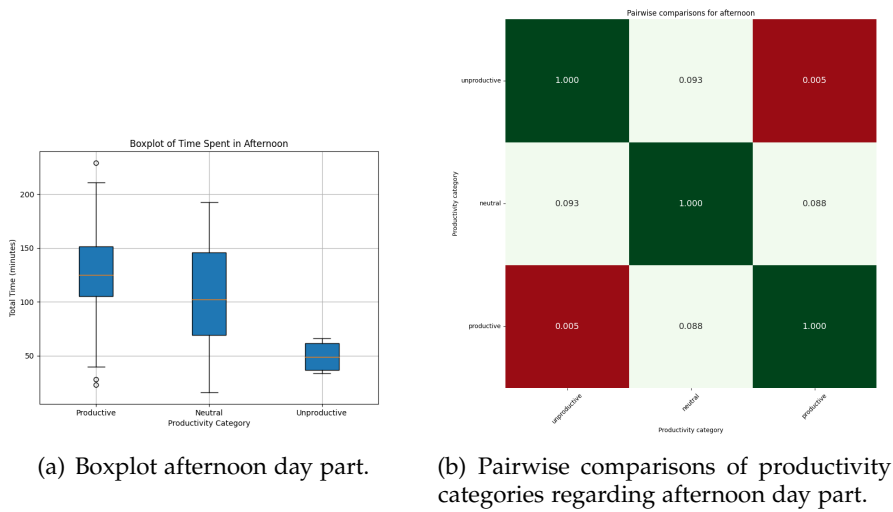 Boxplot of Time Spent in Afternoon
Total Time (minutes)
200
150
100
50
Productive
Neutral
Unproductive
Productivity Category
(a) Boxplot afternoon day part.
Pairwise comparisons for afternoon
Productivity category
unproductive
1.000
0.093
0.005
neutral
0.093
1.000
0.088
productive
0.005
0.088
1.000
unproductive
neutral
productive
Productivity category
(b) Pairwise comparisons of productivity
categories regarding afternoon day part.